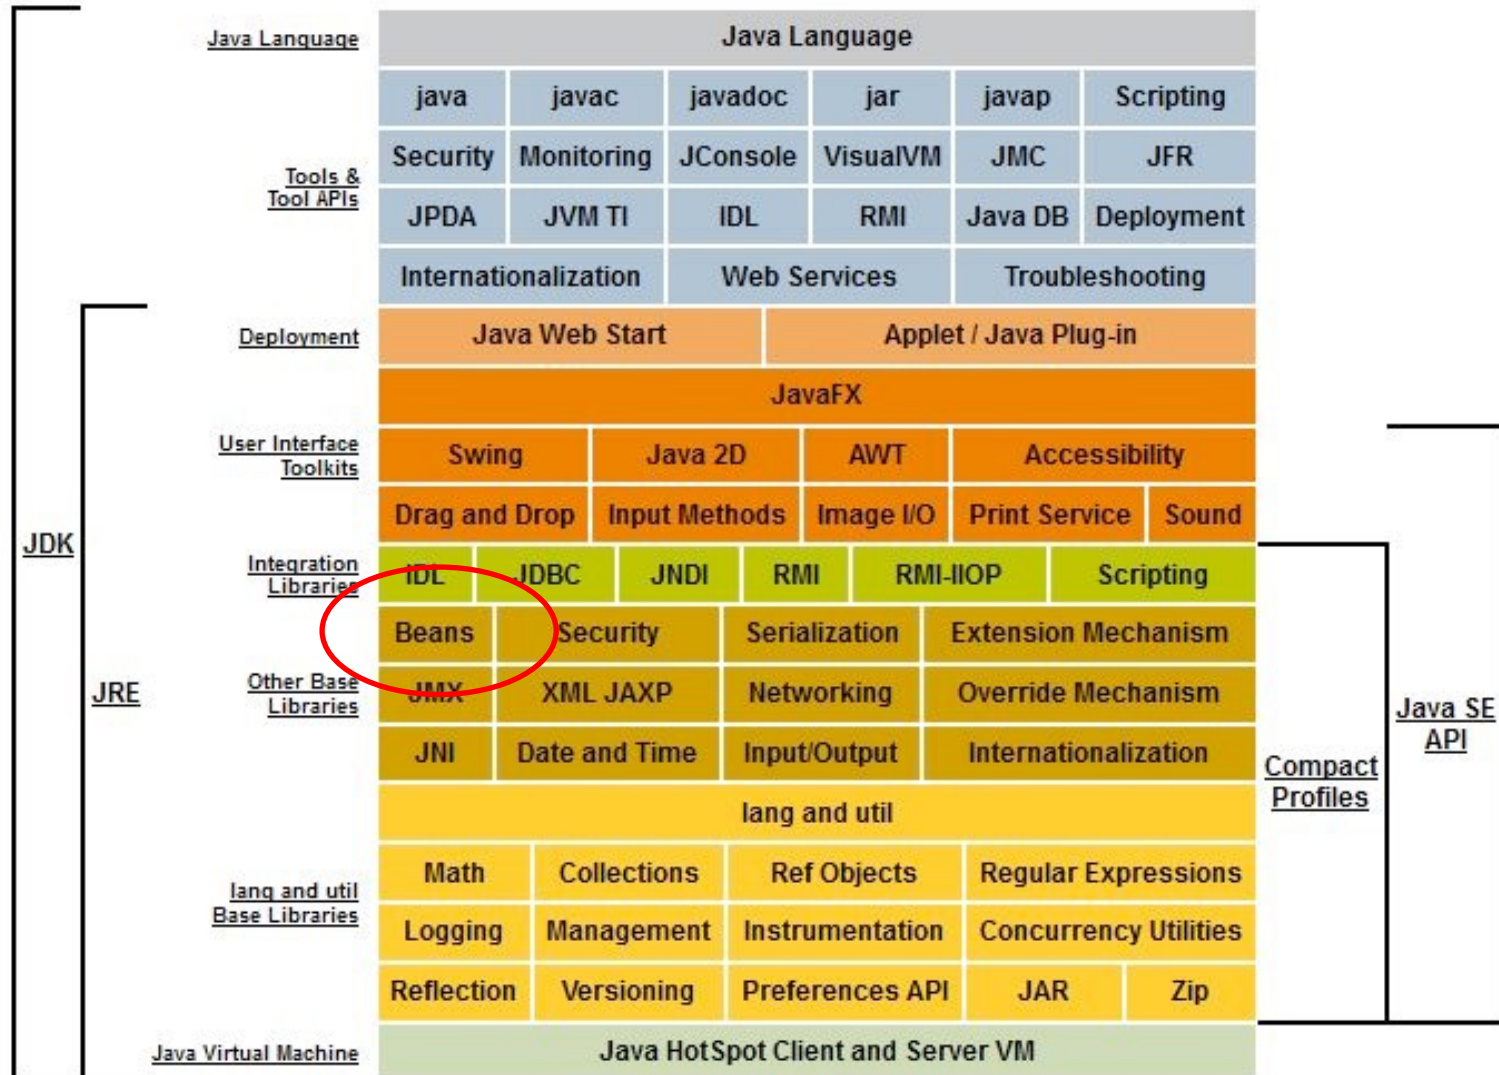 Java Language
Java Language
java javac javadoc jar javap Scripting
Security Monitoring JConsole VisualVM JMC JFR
Tools &
Tool APIs
JPDA JVM TI IDL RMI Java DB Deployment
Internationalization Web Services Troubleshooting
Deployment
Java Web Start Applet / Java Plug-in
JavaFX
User Interface
Toolkits
Swing Java 2D AWT Accessibility
Drag and Drop Input Methods Image I/O Print Service Sound
JDK
Integration
Libraries
IDL JDBC JNDI RMI RMI-IIOP Scripting
Beans Security Serialization Extension Mechanism
JRE
Other Base
Libraries
JMX XML JAXP Networking Override Mechanism
Java SE
API
JNI Date and Time Input/Output Internationalization
Compact
Profiles
lang and util
lang and util
Base Libraries
Math Collections Ref Objects Regular Expressions
Logging Management Instrumentation Concurrency Utilities
Reflection Versioning Preferences API JAR Zip
Java Virtual Machine
Java HotSpot Client and Server VM